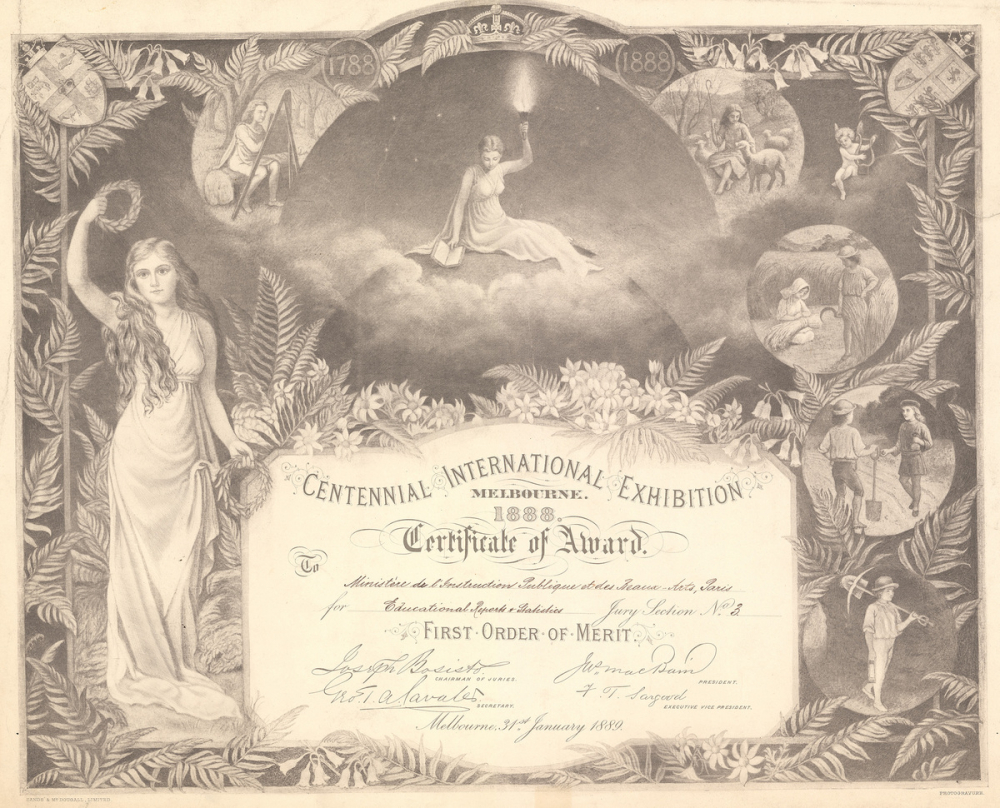 1788
1888
CENTENNIAL INTERNATIONAL EXHIBITION
MELBOURNE.
1888.
Certificate of Award.
To
Ministère de l'Instruction Publique et des Beaux-Arts, Paris
for Educational Reports & Statistics Jury Section No. 3
FIRST·ORDER·OF·MERIT.
Joseph Bosisto
CHAIRMAN OF JURIES.
Jas. MacBain
PRESIDENT.
SECRETARY.
F. T. Sargood
EXECUTIVE VICE PRESIDENT.
Melbourne, 31st January 1889.
SANDS & McDOUGALL, LIMITED.
PHOTOGRAVURE.